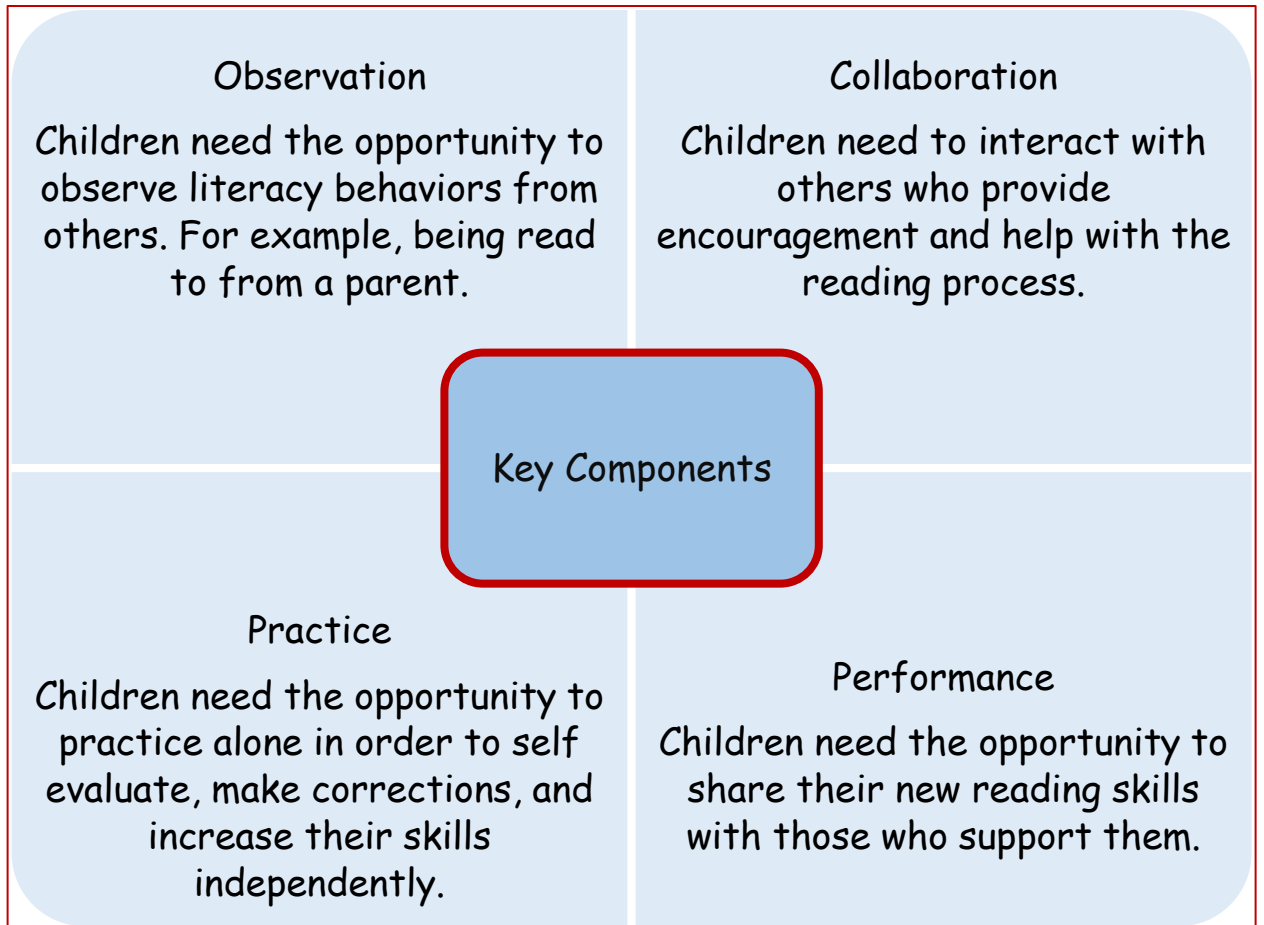 Observation
Children need the opportunity to
observe literacy behaviors from
others. For example, being read
to from a parent.
Collaboration
Children need to interact with
others who provide
encouragement and help with the
reading process.
Key Components
Practice
Children need the opportunity to
practice alone in order to self
evaluate, make corrections, and
increase their skills
independently.
Performance
Children need the opportunity to
share their new reading skills
with those who support them.